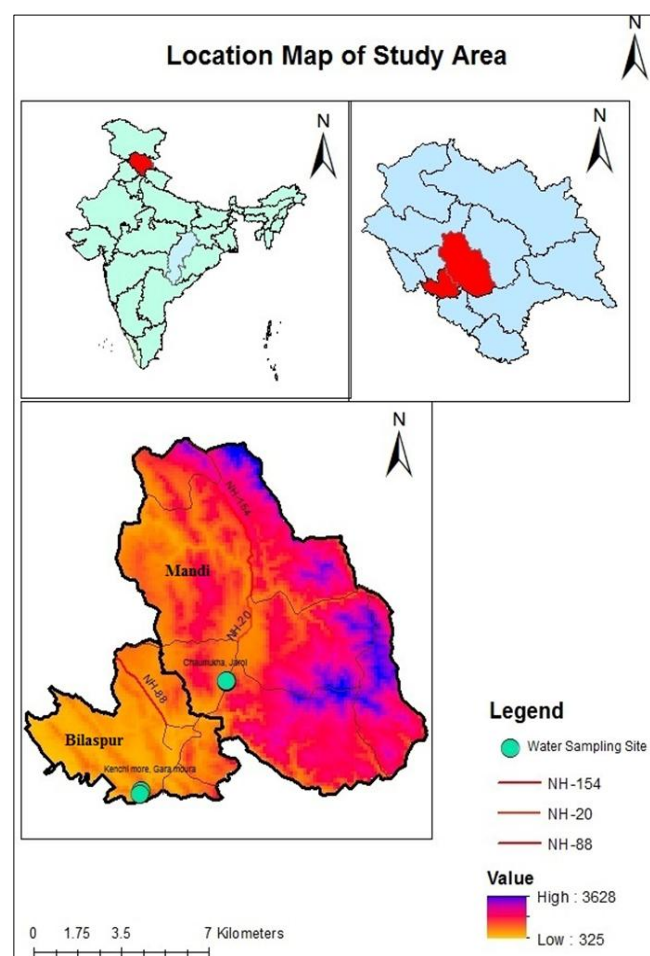 Location Map of Study Area
N
N
N
N
NH-154
Mandi
NH-20
Chaumukha, Jarol
NH-88
Bilaspur
Kenchi more, Gara moura
Legend
Water Sampling Site
NH-154
NH-20
NH-88
Value
High : 3628
Low : 325
0 1.75 3.5 7 Kilometers